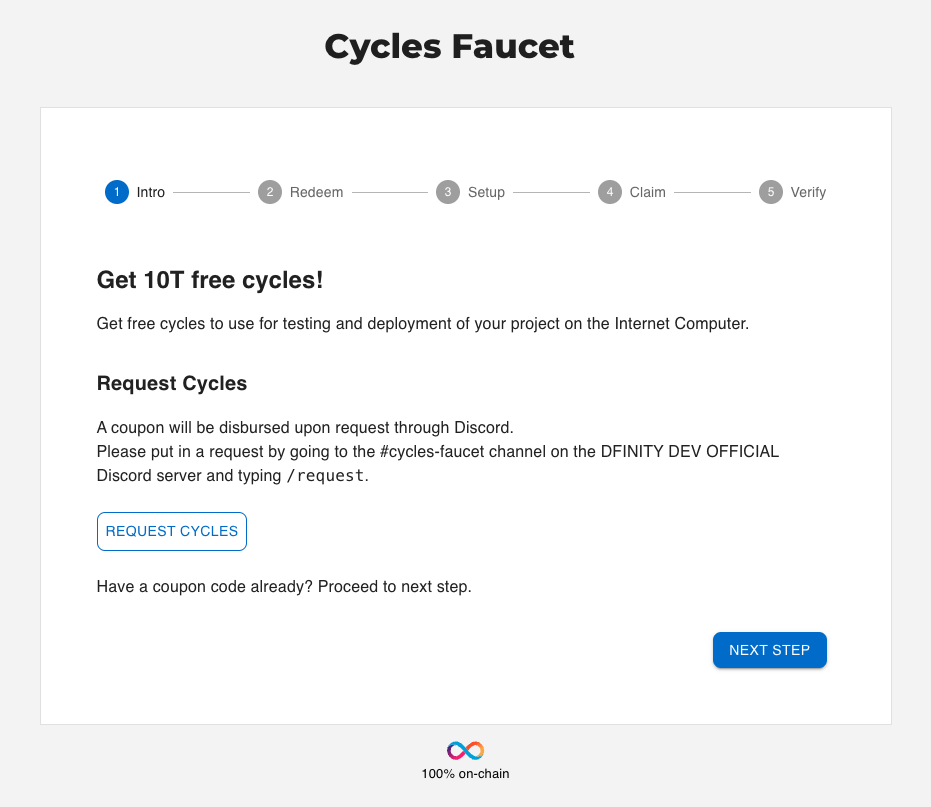 Cycles Faucet
1 Intro 2 Redeem 3 Setup 4 Claim 5 Verify
Get 10T free cycles!
Get free cycles to use for testing and deployment of your project on the Internet Computer.
Request Cycles
A coupon will be disbursed upon request through Discord.
Please put in a request by going to the #cycles-faucet channel on the DFINITY DEV OFFICIAL
Discord server and typing /request.
REQUEST CYCLES
Have a coupon code already? Proceed to next step.
NEXT STEP
100% on-chain